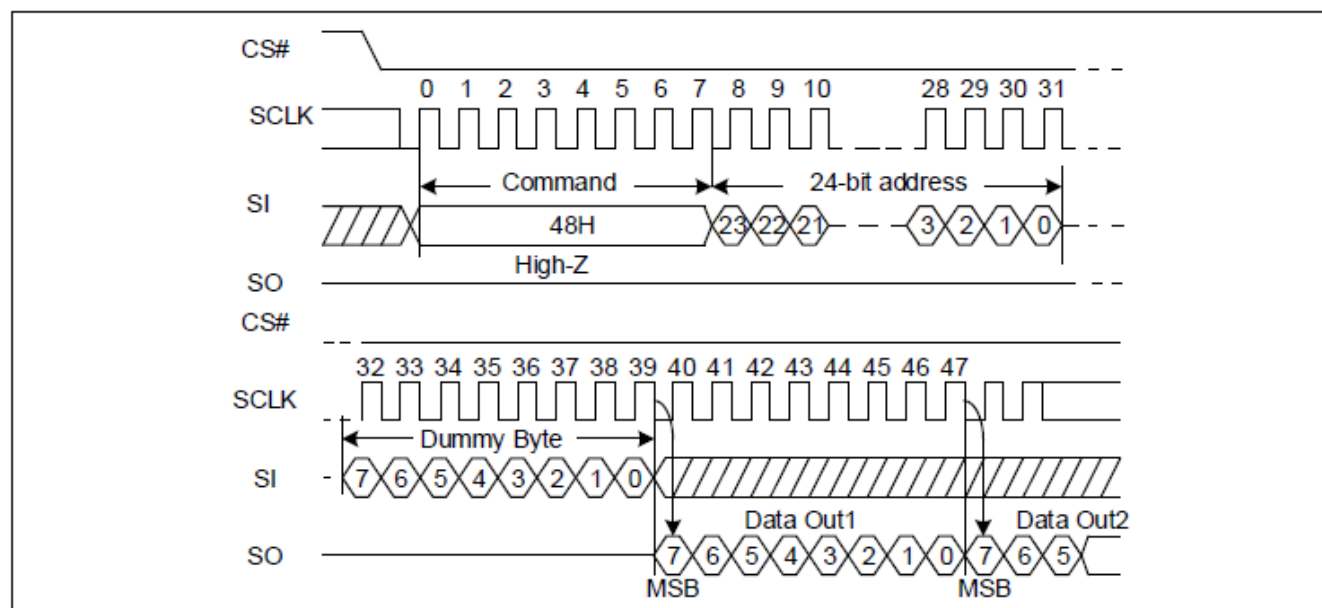 CS#
0 1 2 3 4 5 6 7 8 9 10 28 29 30 31
SCLK
Command 24-bit address
SI
48H 23 22 21 3 2 1 0
High-Z
SO
CS#
32 33 34 35 36 37 38 39 40 41 42 43 44 45 46 47
SCLK
Dummy Byte
SI 7 6 5 4 3 2 1 0
Data Out1 Data Out2
SO 7 6 5 4 3 2 1 0 7 6 5
MSB MSB